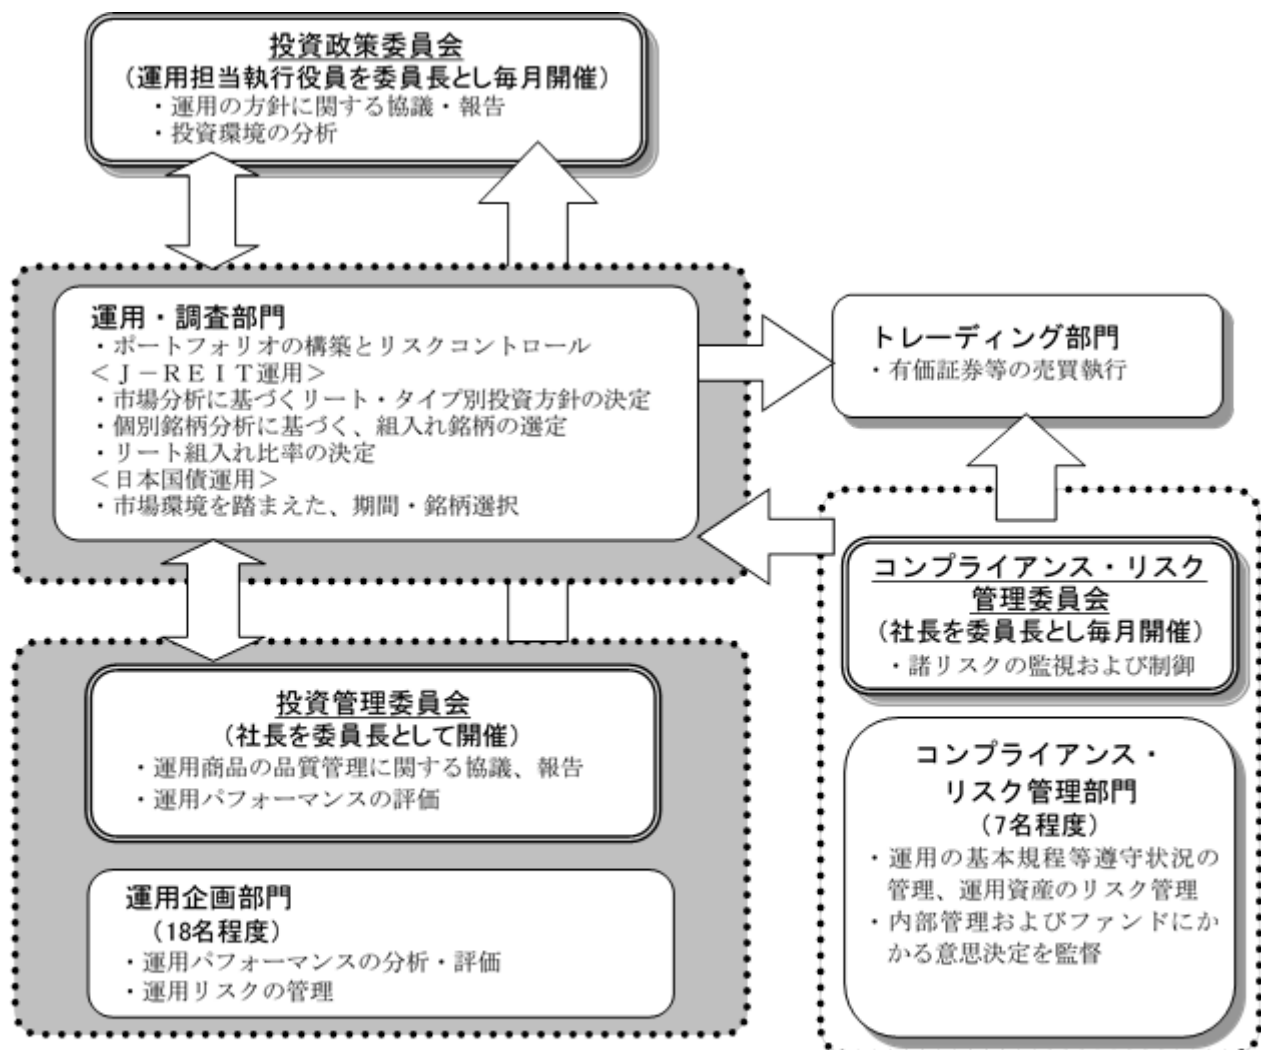 投資政策委員会
（運用担当執行役員を委員長とし毎月開催）
・運用の方針に関する協議・報告
・投資環境の分析
運用・調査部門
・ポートフォリオの構築とリスクコントロール
＜Ｊ－ＲＥＩＴ運用＞
・市場分析に基づくリート・タイプ別投資方針の決定
・個別銘柄分析に基づく、組入れ銘柄の選定
・リート組入れ比率の決定
＜日本国債運用＞
・市場環境を踏まえた、期間・銘柄選択
トレーディング部門
・有価証券等の売買執行
コンプライアンス・リスク
管理委員会
（社長を委員長とし毎月開催）
・諸リスクの監視および制御
投資管理委員会
（社長を委員長として開催）
・運用商品の品質管理に関する協議、報告
・運用パフォーマンスの評価
コンプライアンス・
リスク管理部門
（7名程度）
・運用の基本規程等遵守状況の
管理、運用資産のリスク管理
・内部管理およびファンドにか
かる意思決定を監督
運用企画部門
（18名程度）
・運用パフォーマンスの分析・評価
・運用リスクの管理